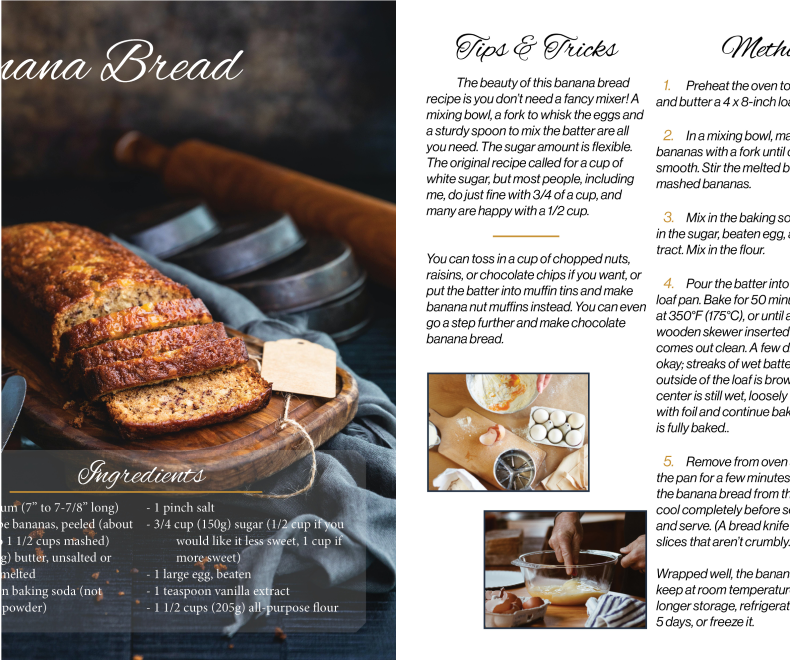 Banana Bread
Ingredients
um (7” to 7-7/8” long)
bananas, peeled (about
1 1/2 cups mashed)
butter, unsalted or
melted
baking soda (not
powder)
- 1 pinch salt
- 3/4 cup (150g) sugar (1/2 cup if you
would like it less sweet, 1 cup if
more sweet)
- 1 large egg, beaten
- 1 teaspoon vanilla extract
- 1 1/2 cups (205g) all-purpose flour
Tips & Tricks
The beauty of this banana bread
recipe is you don't need a fancy mixer! A
mixing bowl, a fork to whisk the eggs and
a sturdy spoon to mix the batter are all
you need. The sugar amount is flexible.
The original recipe called for a cup of
white sugar, but most people, including
me, do just fine with 3/4 of a cup, and
many are happy with a 1/2 cup.
You can toss in a cup of chopped nuts,
raisins, or chocolate chips if you want, or
put the batter into muffin tins and make
banana nut muffins instead. You can even
go a step further and make chocolate
banana bread.
Meth
1. Preheat the oven to
and butter a 4 x 8-inch loa
2. In a mixing bowl, ma
bananas with a fork until
smooth. Stir the melted b
mashed bananas.
3. Mix in the baking so
in the sugar, beaten egg,
tract. Mix in the flour.
4. Pour the batter into
loaf pan. Bake for 50 minu
at 350°F (175°C), or until a
wooden skewer inserted
comes out clean. A few d
okay; streaks of wet batte
outside of the loaf is brow
center is still wet, loosely
with foil and continue bak
is fully baked..
5. Remove from oven
the pan for a few minutes
the banana bread from th
cool completely before s
and serve. (A bread knife
slices that aren't crumbly.
Wrapped well, the banan
keep at room temperature
longer storage, refrigerat
5 days, or freeze it.